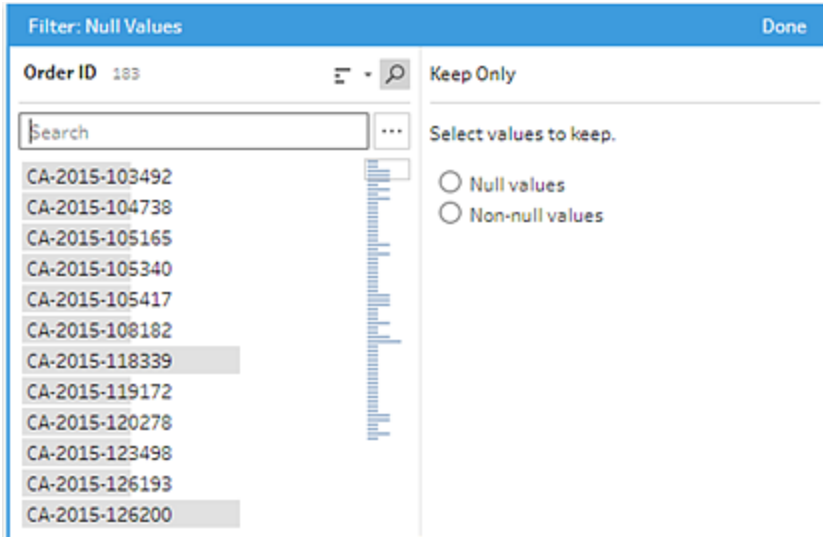 Filter: Null Values Done
Order ID 183
Keep Only
Search ...
Select values to keep.
Null values
Non-null values
CA-2015-103492
CA-2015-104738
CA-2015-105165
CA-2015-105340
CA-2015-105417
CA-2015-108182
CA-2015-118339
CA-2015-119172
CA-2015-120278
CA-2015-123498
CA-2015-126193
CA-2015-126200